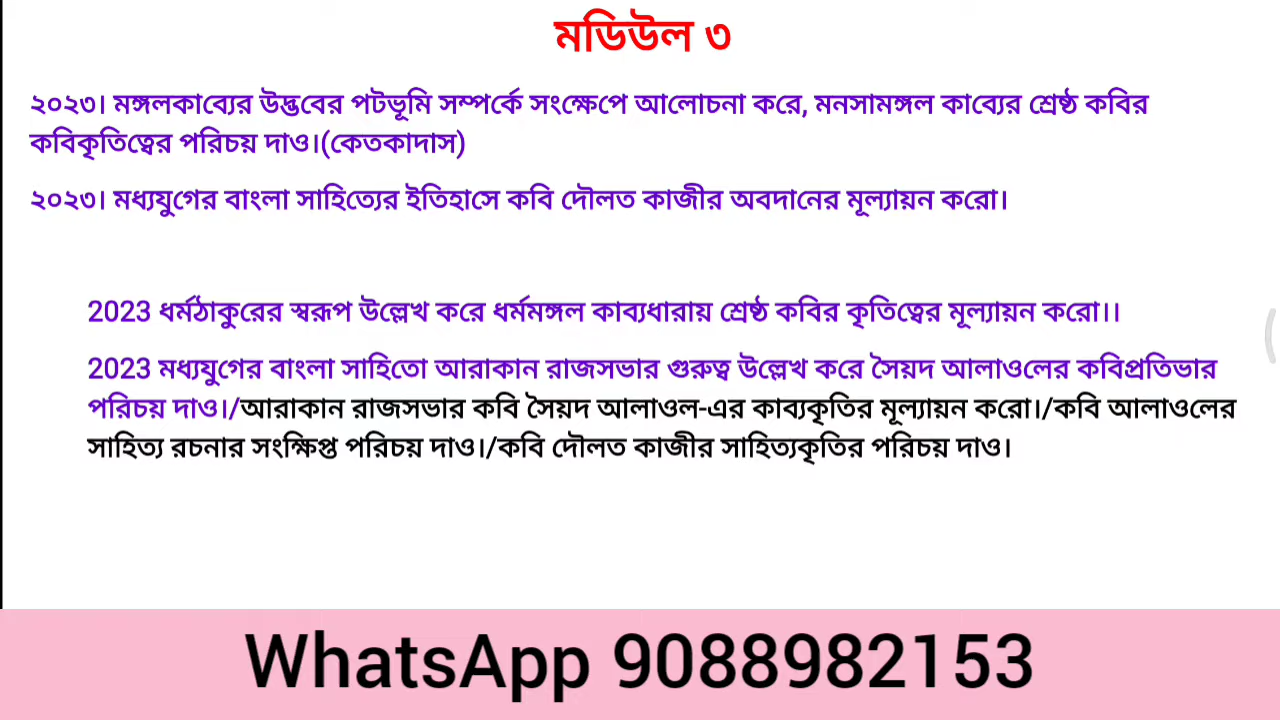 মডিউল ৩
২০২৩। মঙ্গলকাব্যের উদ্ভবের পটভূমি সম্পর্কে সংক্ষেপে আলোচনা করে, মনসামঙ্গল কাব্যের শ্রেষ্ঠ কবির
কবিকৃতিত্বের পরিচয় দাও।(কেতকাদাস)
২০২৩। মধ্যযুগের বাংলা সাহিত্যের ইতিহাসে কবি দৌলত কাজীর অবদানের মূল্যায়ন করো।
2023 ধর্মঠাকুরের স্বরূপ উল্লেখ করে ধর্মমঙ্গল কাব্যধারায় শ্রেষ্ঠ কবির কৃতিত্বের মূল্যায়ন করো।।
2023 মধ্যযুগের বাংলা সাহিতো আরাকান রাজসভার গুরুত্ব উল্লেখ করে সৈয়দ আলাওলের কবিপ্রতিভার
পরিচয় দাও।/আরাকান রাজসভার কবি সৈয়দ আলাওল-এর কাব্যকৃতির মূল্যায়ন করো।/কবি আলাওলের
সাহিত্য রচনার সংক্ষিপ্ত পরিচয় দাও।/কবি দৌলত কাজীর সাহিত্যকৃতির পরিচয় দাও।
WhatsApp 9088982153